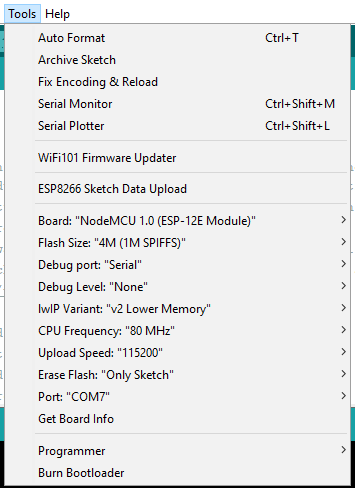 Tools Help
Auto Format Ctrl+T
Archive Sketch
Fix Encoding & Reload
Serial Monitor Ctrl+Shift+M
Serial Plotter Ctrl+Shift+L
WiFi101 Firmware Updater
ESP8266 Sketch Data Upload
Board: "NodeMCU 1.0 (ESP-12E Module)"
Flash Size: "4M (1M SPIFFS)"
Debug port: "Serial"
Debug Level: "None"
lwIP Variant: "v2 Lower Memory"
CPU Frequency: "80 MHz"
Upload Speed: "115200"
Erase Flash: "Only Sketch"
Port: "COM7"
Get Board Info
Programmer
Burn Bootloader